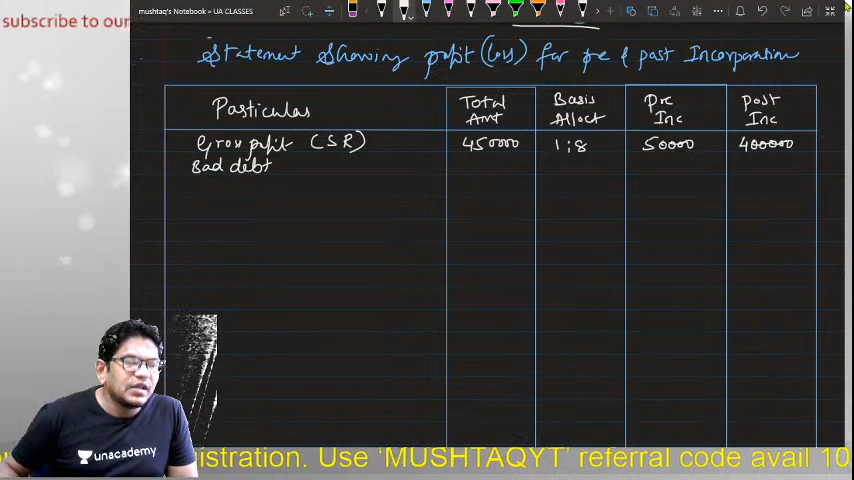 subscribe to our
mushtaq's Notebook » UA CLASSES
Statement Showing profit (loss) for pre & post Incorporation
Particulas Total Amt Basis Alloct Pre Inc post Inc
Gross profit (SR) 450000 1:8 50000 400000
Bad debt
unacademy
istration. Use ‘MUSHTAQYT’ referral code avail 10